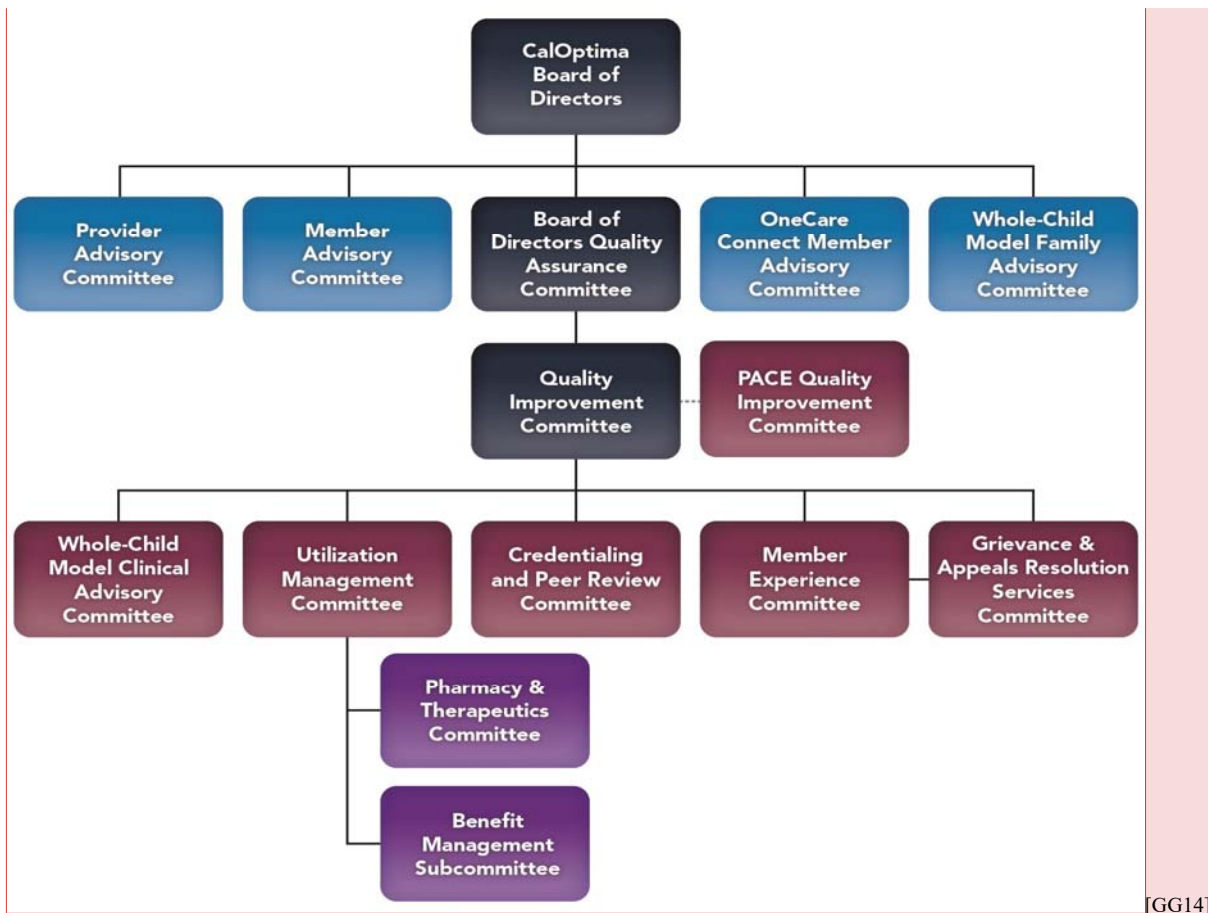 CalOptima
Board of
Directors
Provider
Advisory
Committee
Member
Advisory
Committee
Board of
Directors Quality
Assurance
Committee
OneCare
Connect Member
Advisory
Committee
Whole-Child
Model Family
Advisory
Committee
Quality
Improvement
Committee
PACE Quality
Improvement
Committee
Whole-Child
Model Clinical
Advisory
Committee
Utilization
Management
Committee
Credentialing
and Peer Review
Committee
Member
Experience
Committee
Grievance &
Appeals Resolution
Services
Committee
Pharmacy &
Therapeutics
Committee
Benefit
Management
Subcommittee
[GG14]